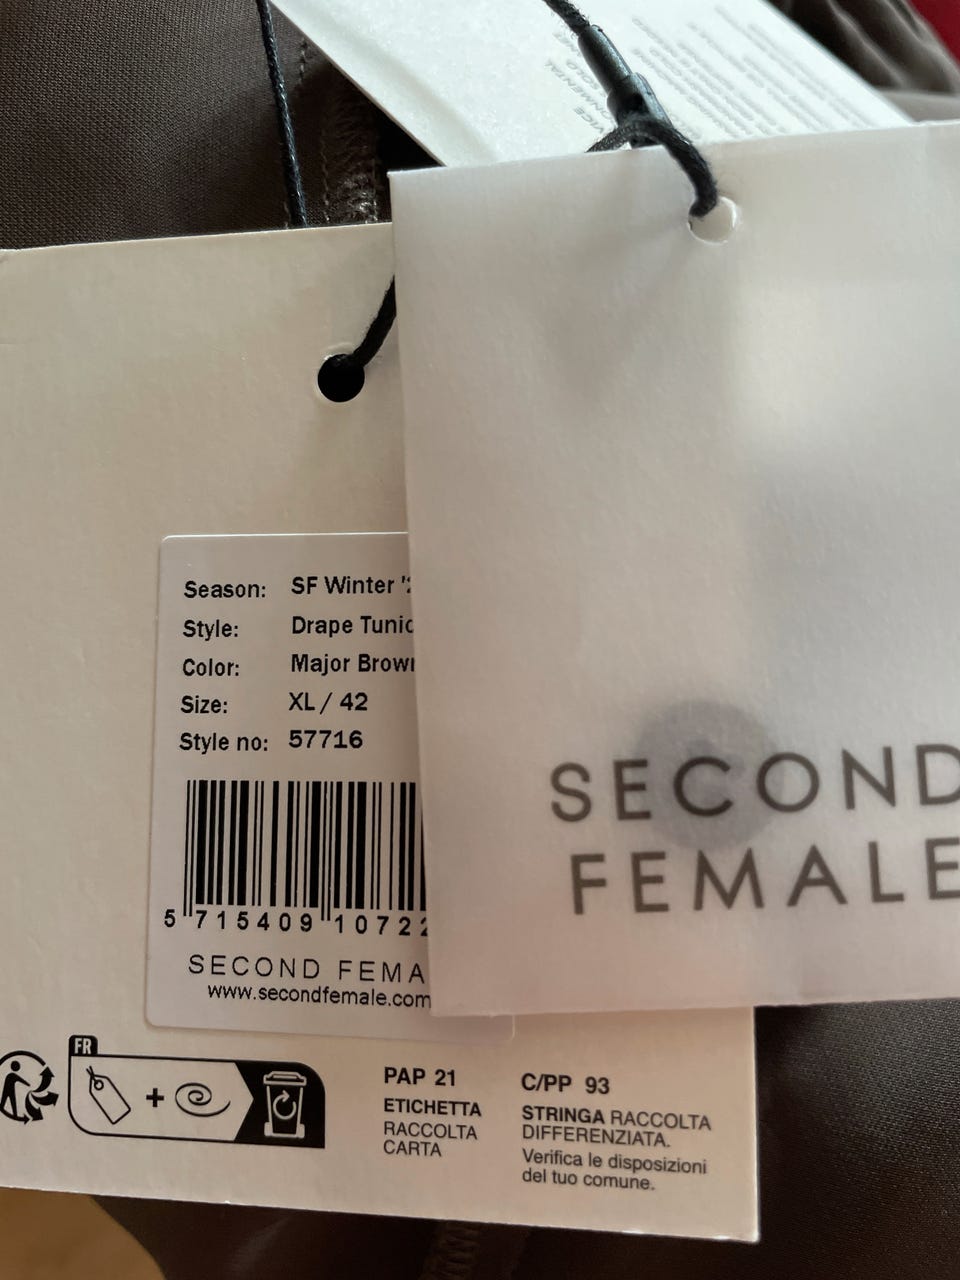 Season: SF Winter '2
Style: Drape Tunic
Color: Major Brown
Size: XL / 42
Style no: 57716
5 715409 10722
SECOND FEMA
www.secondfemale.com
SECOND
FEMALE
FR
PAP 21
ETICHETTA
RACCOLTA
CARTA
C/PP 93
STRINGA RACCOLTA
DIFFERENZIATA.
Verifica le disposizioni
del tuo comune.